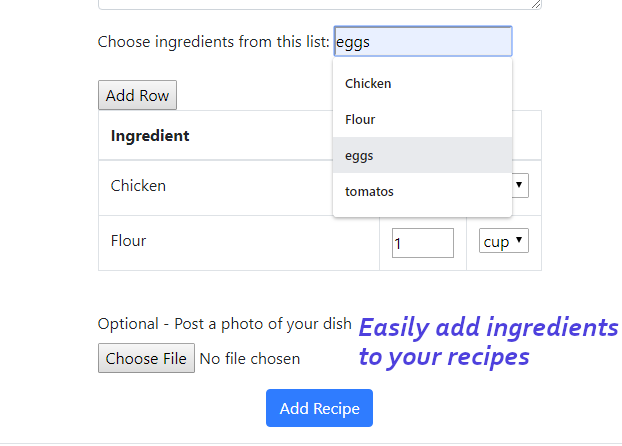 Choose ingredients from this list: eggs
Chicken
Add Row
Flour
Ingredient
eggs
Chicken
tomatos
Flour 1 cup
Optional - Post a photo of your dish
Easily add ingredients
to your recipes
Choose File No file chosen
Add Recipe